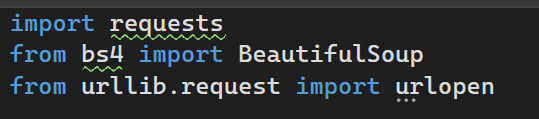 import requests
from bs4 import BeautifulSoup
from urllib.request import urlopen